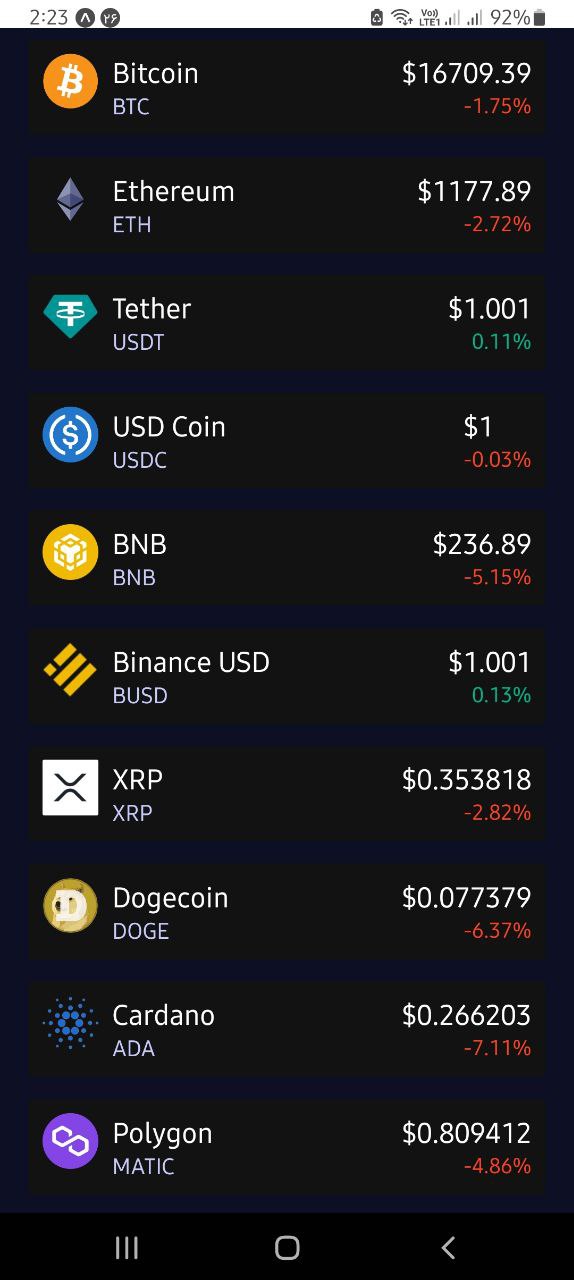 2:23 ۲۶ Vo)) LTE1 92%
Bitcoin $16709.39
BTC -1.75%
Ethereum $1177.89
ETH -2.72%
Tether $1.001
USDT 0.11%
USD Coin $1
USDC -0.03%
BNB $236.89
BNB -5.15%
Binance USD $1.001
BUSD 0.13%
XRP $0.353818
XRP -2.82%
Dogecoin $0.077379
DOGE -6.37%
Cardano $0.266203
ADA -7.11%
Polygon $0.809412
MATIC -4.86%